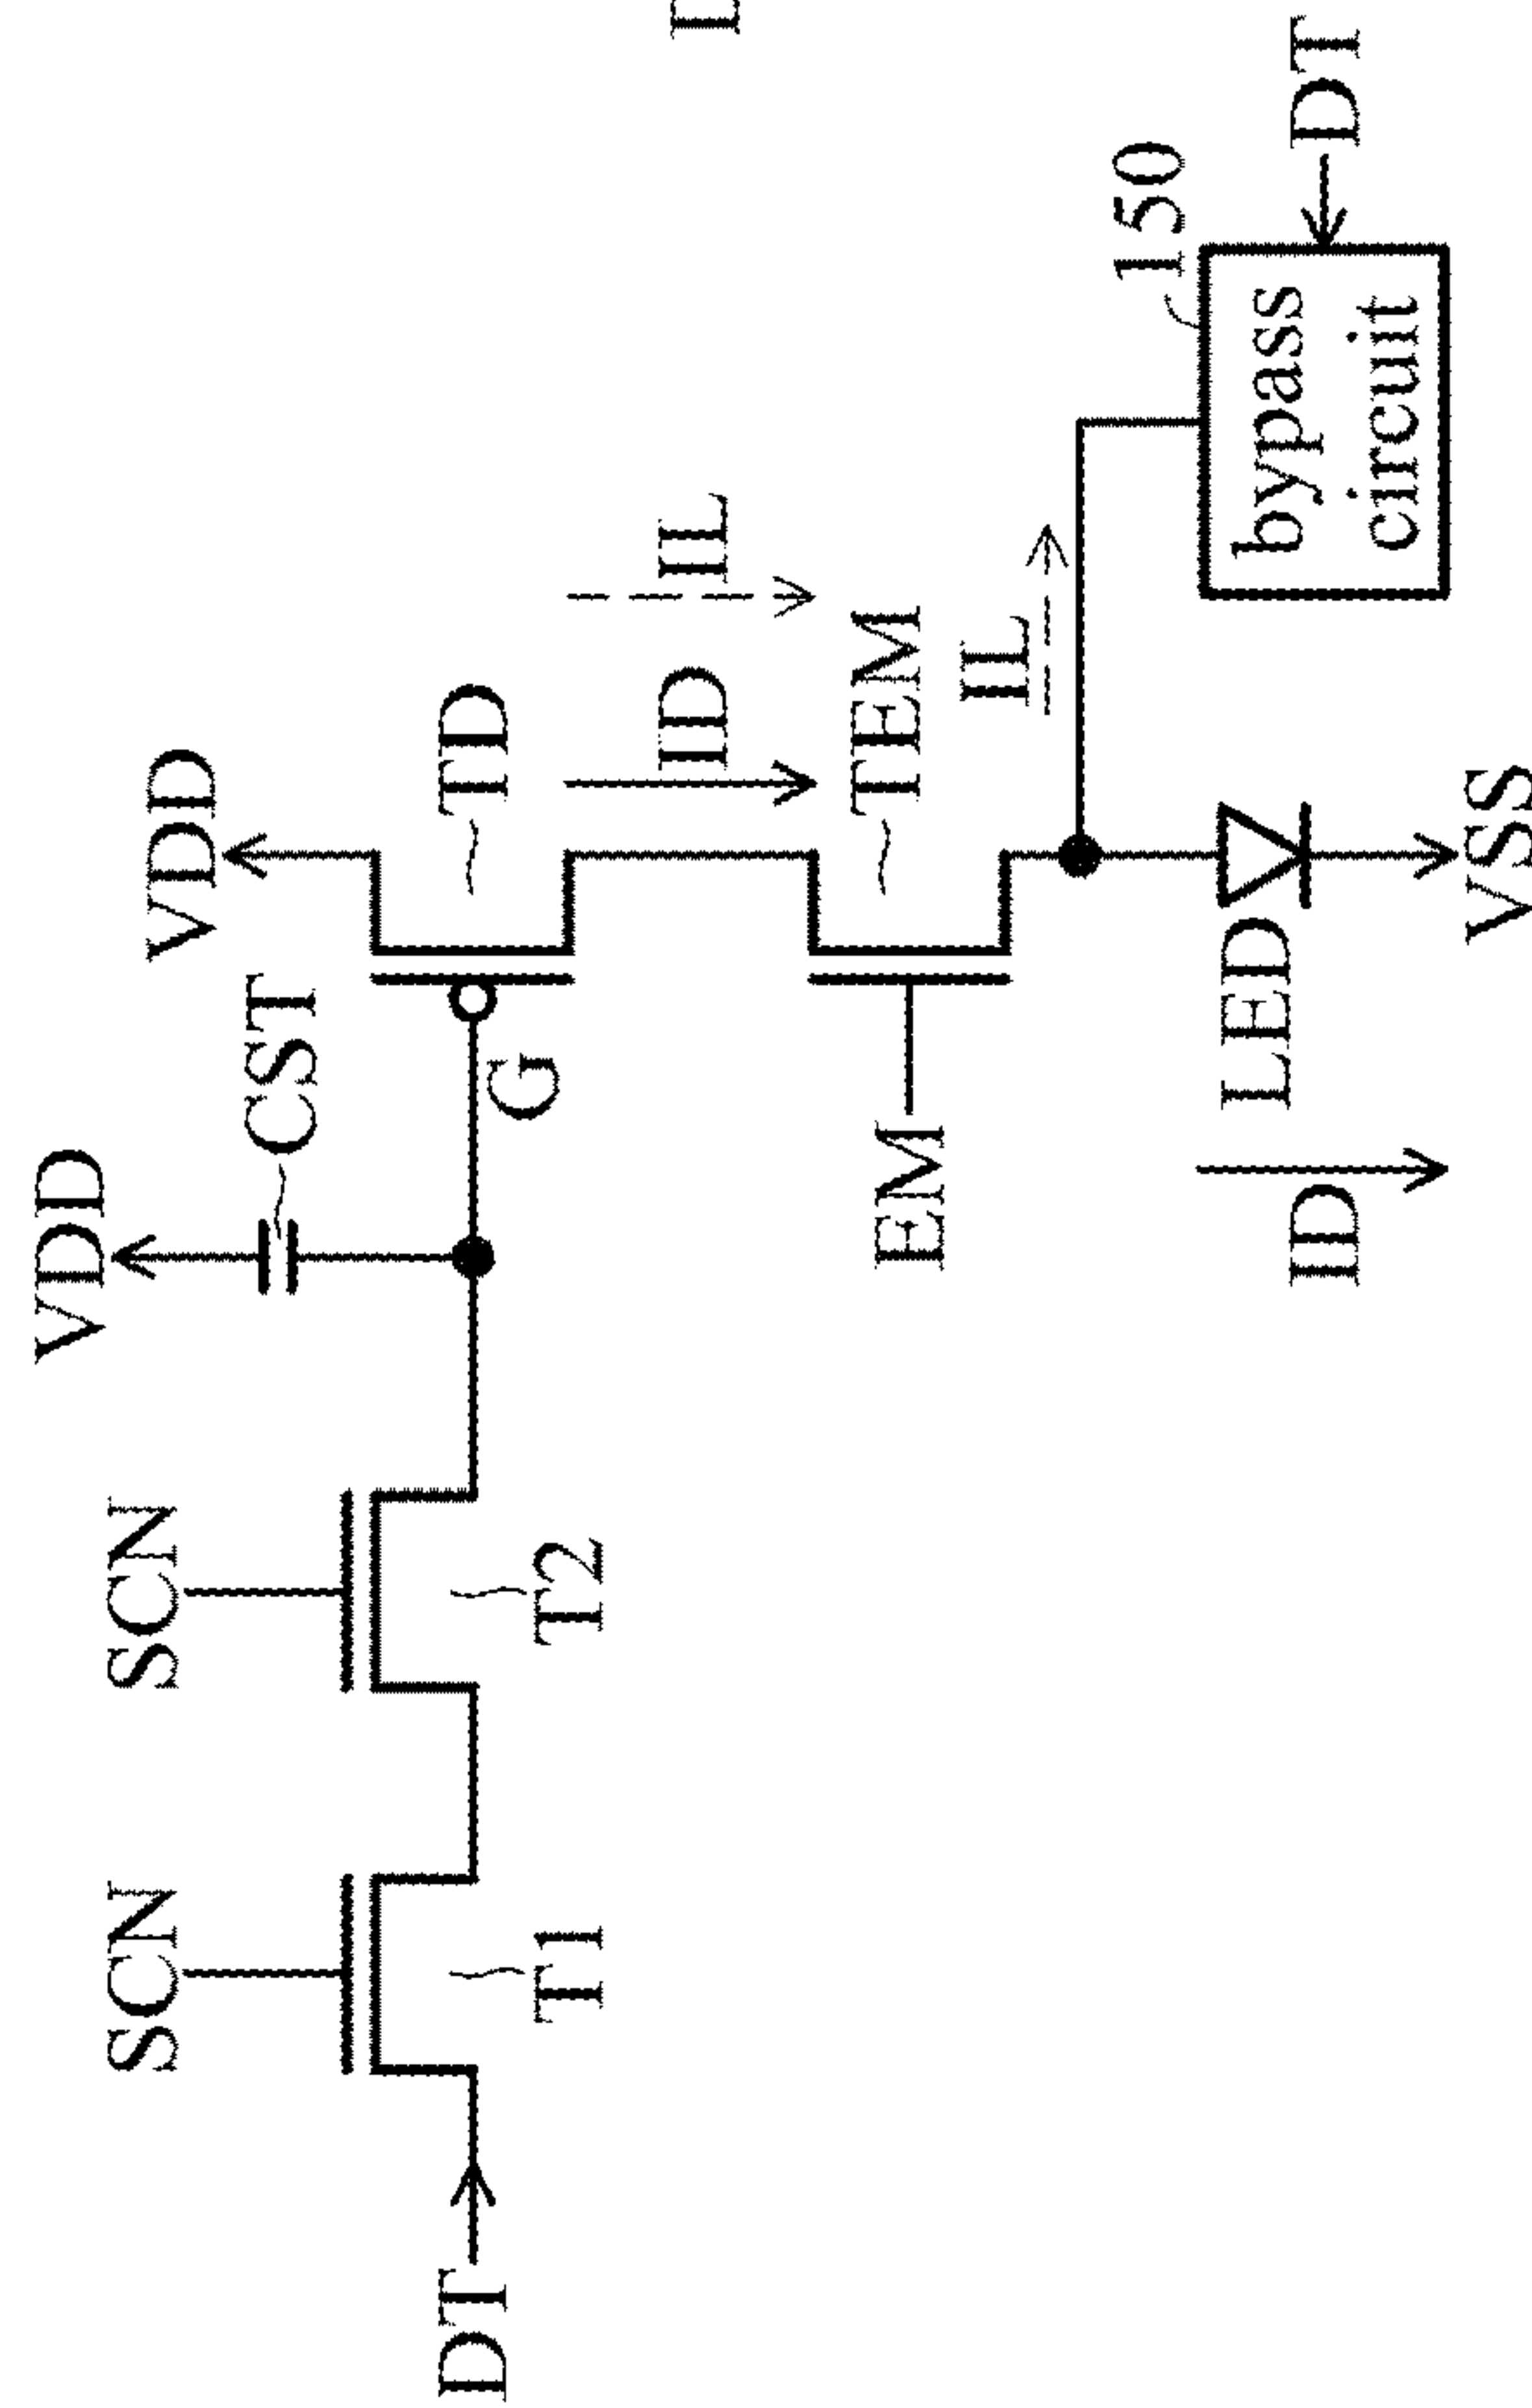 VDD
SCN
SCN
VDD
CST
DT
TD
G
T1
T2
ID
IL
TEM
EM
IL
150
LED
bypass
circuit
ID
DT
VSS